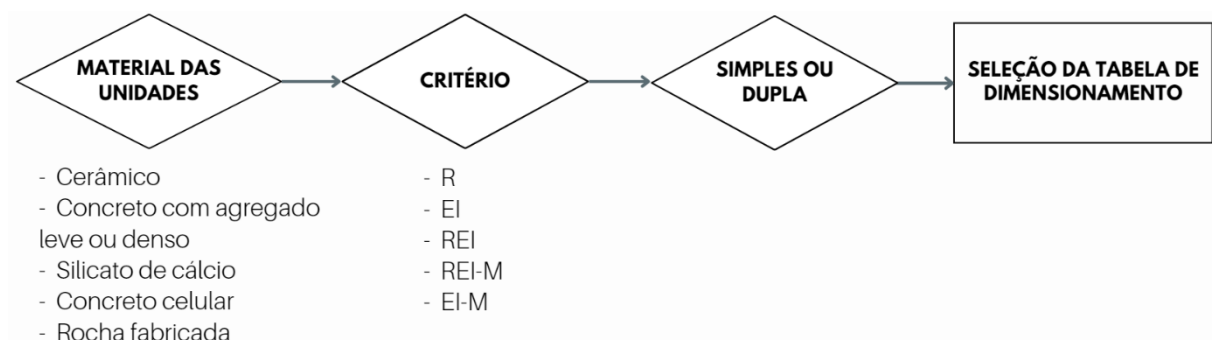 MATERIAL DAS
UNIDADES
CRITÉRIO
SIMPLES OU
DUPLA
SELEÇÃO DA TABELA DE
DIMENSIONAMENTO
- Cerâmico
- Concreto com agregado
leve ou denso
- Silicato de cálcio
- Concreto celular
- Rocha fabricada
- R
- EI
- REI
- REI-M
- EI-M